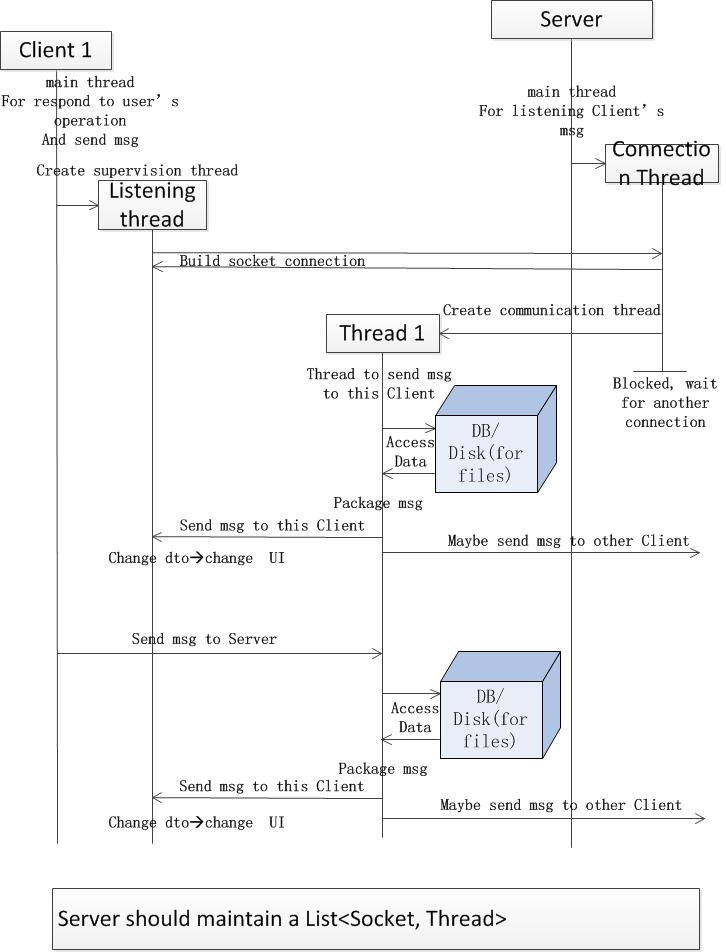 Server
Client 1
main thread
For respond to user's
operation
And send msg
main thread
For listening Client's
msg
Connectio
n Thread
Create supervision thread
Listening
thread
Build socket connection
Create communication thread
Thread 1
Thread to send msg
to this Client
Blocked, wait
for another
connection
DB/
Disk(for
files)
Access
Data
Package msg
Send msg to this Client
Maybe send msg to other Client
Change dto→change UI
Send msg to Server
DB/
Disk(for
files)
Access
Data
Package msg
Send msg to this Client
Maybe send msg to other Client
Change dto→change UI
Server should maintain a List<Socket, Thread>